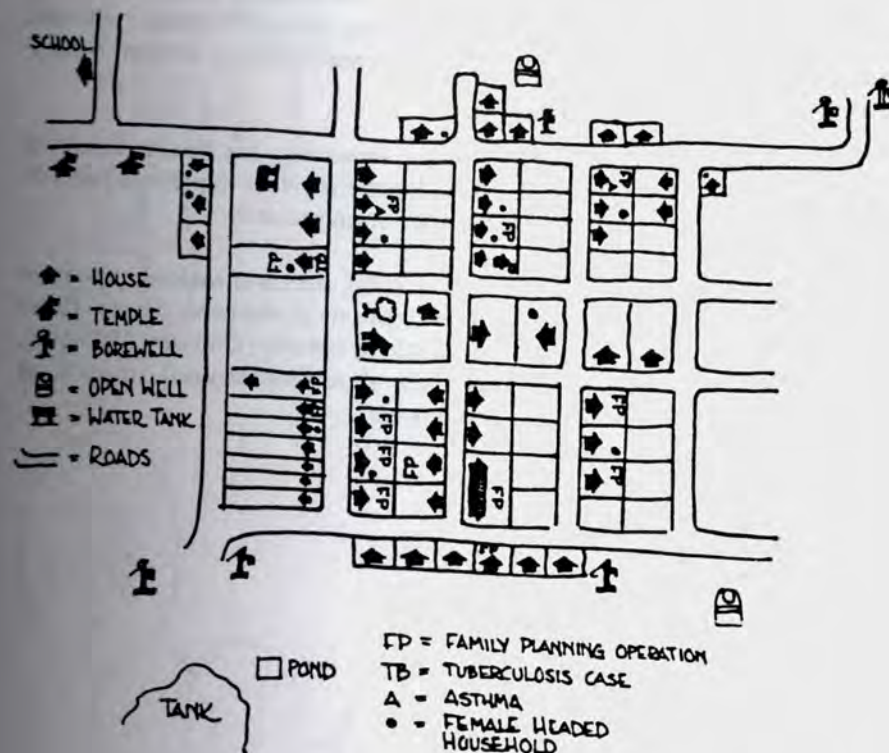 SCHOOL
FP
FP
FP
FP
TB
= HOUSE
= TEMPLE
= BOREWELL
= OPEN WELL
= WATER TANK
= ROADS
FP
FP
FP
FP
FP
FP
FP
FP
FP = FAMILY PLANNING OPERATION
TB = TUBERCULOSIS CASE
A = ASTHMA
• = FEMALE HEADED
HOUSEHOLD
POND
TANK